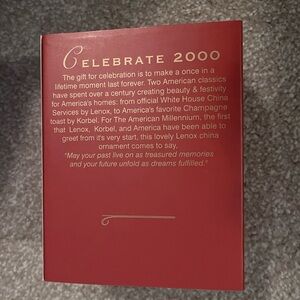 CELEBRATE 2000
The gift for celebration is to make a once in a
lifetime moment last forever. Two American classics
have spent over a century creating beauty & festivity
for America's homes: from official White House China
Services by Lenox, to America's favorite Champagne
toast by Korbel. For The American Millennium, the first
that Lenox, Korbel, and America have been able to
greet from it's very start, this lovely Lenox china
ornament comes to say,
"May your past live on as treasured memories
and your future unfold as dreams fulfilled."